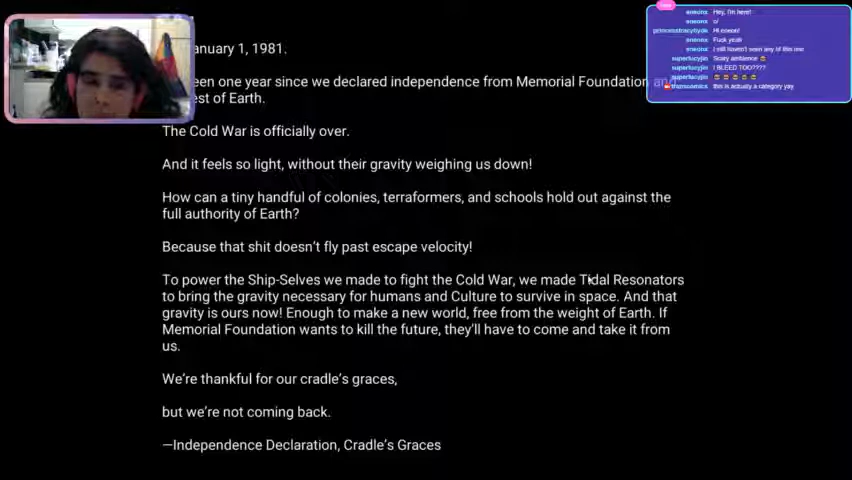 anuary 1, 1981.
een one year since we declared independence from Memorial Foundation and
est of Earth.
The Cold War is officially over.
And it feels so light, without their gravity weighing us down!
How can a tiny handful of colonies, terraformers, and schools hold out against the
full authority of Earth?
Because that shit doesn't fly past escape velocity!
To power the Ship-Selves we made to fight the Cold War, we made Tidal Resonators
to bring the gravity necessary for humans and Culture to survive in space. And that
gravity is ours now! Enough to make a new world, free from the weight of Earth. If
Memorial Foundation wants to kill the future, they'll have to come and take it from
us.
We're thankful for our cradle's graces,
but we're not coming back.
—Independence Declaration, Cradle's Graces
Hey, I'm here!
o/
Fuck yeah
I still haven't seen any of this one
superlucyjin Scary ambience
superlucyjin I BLEED TOO????
superlucyjin
this is actually a category yay